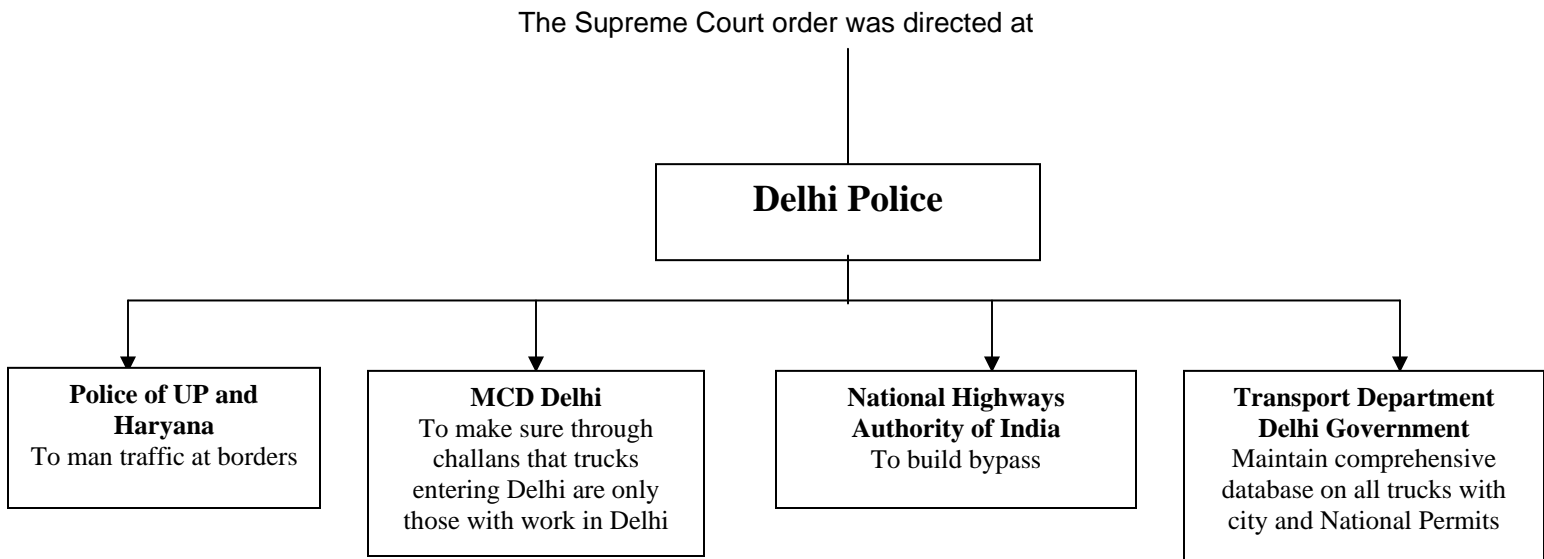 The Supreme Court order was directed at
Delhi Police
Police of UP and
Haryana
To man traffic at borders
MCD Delhi
To make sure through
challans that trucks
entering Delhi are only
those with work in Delhi
National Highways
Authority of India
To build bypass
Transport Department
Delhi Government
Maintain comprehensive
database on all trucks with
city and National Permits